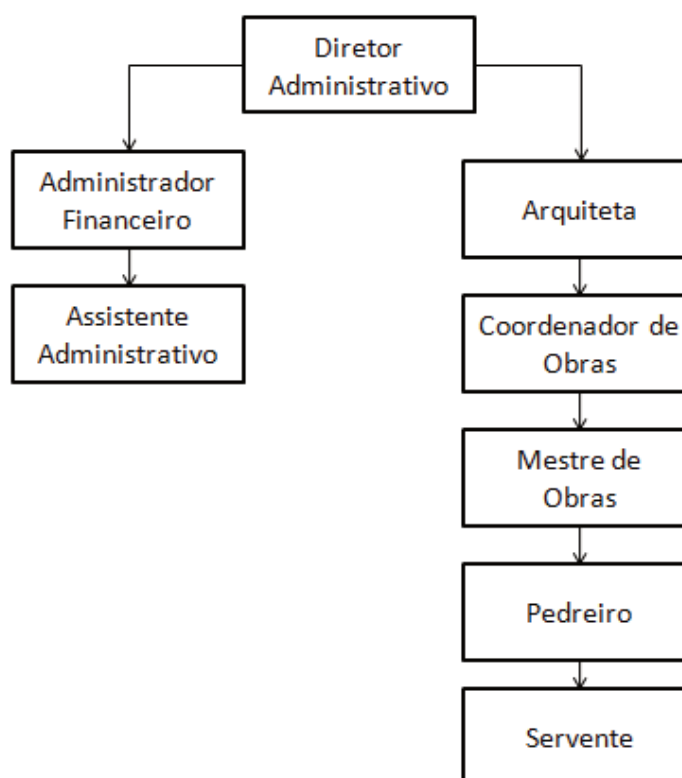 Diretor
Administrativo
Administrador
Financeiro
Assistente
Administrativo
Arquiteta
Coordenador de
Obras
Mestre de
Obras
Pedreiro
Servente